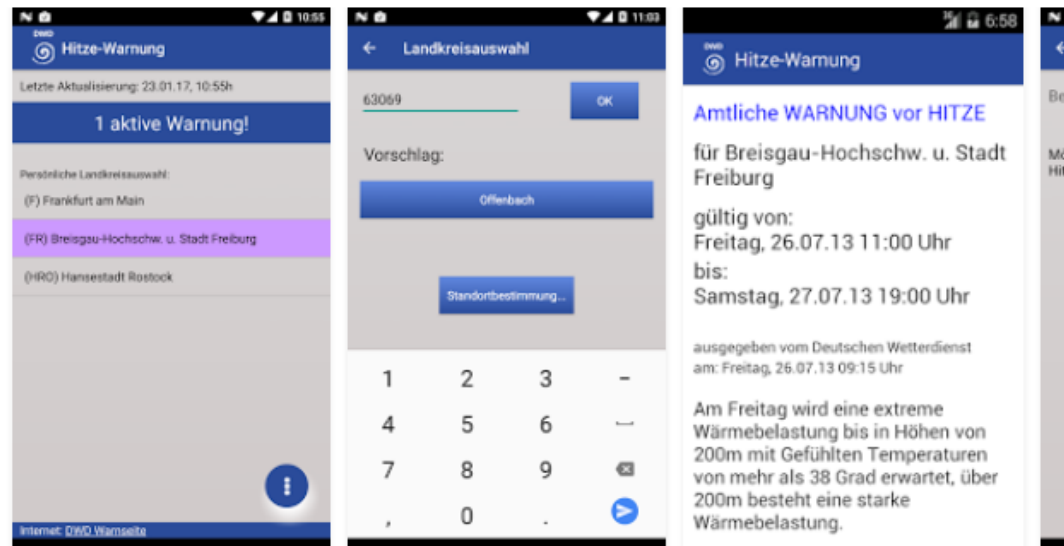 10:55
DWD
Hitze-Warnung
Letzte Aktualisierung: 23.01.17, 10:55h
1 aktive Warnung!
Persönliche Landkreisauswahl:
(F) Frankfurt am Main
(FR) Breisgau-Hochschw. u. Stadt Freiburg
(HRO) Hansestadt Rostock
Internet: DWD Warnseite
11:03
Landkreisauswahl
63069
OK
Vorschlag:
Offenbach
Standortbestimmung...
1 2 3 -
4 5 6
7 8 9
, 0 .
6:58
DWD
Hitze-Warnung
Amtliche WARNUNG vor HITZE
für Breisgau-Hochschw. u. Stadt
Freiburg
gültig von:
Freitag, 26.07.13 11:00 Uhr
bis:
Samstag, 27.07.13 19:00 Uhr
ausgegeben vom Deutschen Wetterdienst
am: Freitag, 26.07.13 09:15 Uhr
Am Freitag wird eine extreme
Wärmebelastung bis in Höhen von
200m mit Gefühlten Temperaturen
von mehr als 38 Grad erwartet, über
200m besteht eine starke
Wärmebelastung.